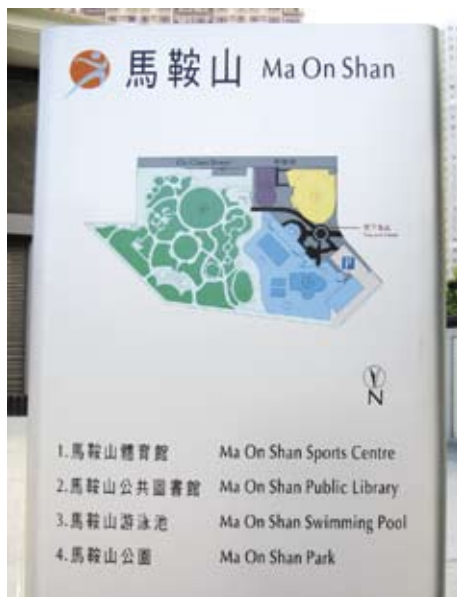 馬鞍山 Ma On Shan
P
N
1.馬鞍山體育館 Ma On Shan Sports Centre
2.馬鞍山公共圖書館 Ma On Shan Public Library
3.馬鞍山游泳池 Ma On Shan Swimming Pool
4.馬鞍山公園 Ma On Shan Park